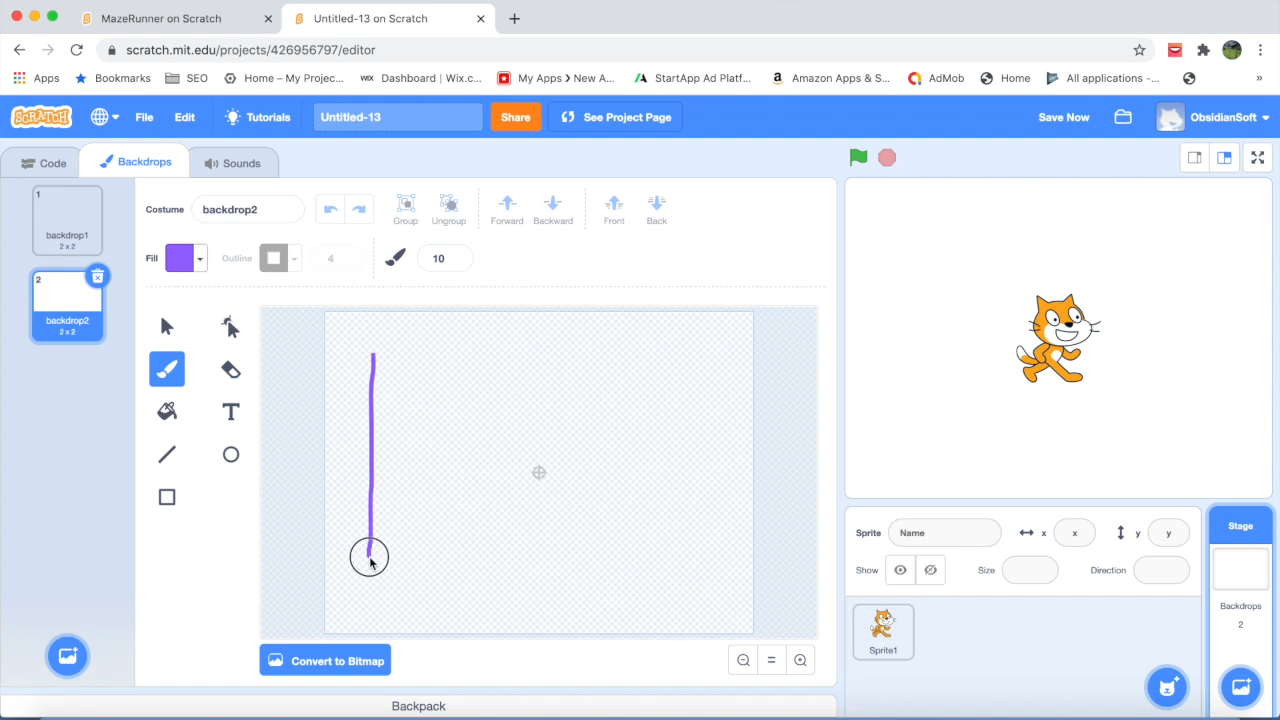 MazeRunner on Scratch
Untitled-13 on Scratch
scratch.mit.edu/projects/426956797/editor
Apps Bookmarks SEO Home – My Projec... WIX Dashboard | Wix.c... My Apps > New A... StartApp Ad Platf... Amazon Apps & S... AdMob Home All applications -... »
SCRATCH File Edit Tutorials Untitled-13 Share See Project Page Save Now ObsidianSoft
Code Backdrops Sounds
1
backdrop1
2 x 2
2
backdrop2
2 x 2
Costume backdrop2 Group Ungroup Forward Backward Front Back
Fill Outline 4 10
T
Convert to Bitmap
Backpack
Sprite Name x x y y
Show Size Direction
Sprite1
Stage
Backdrops
2